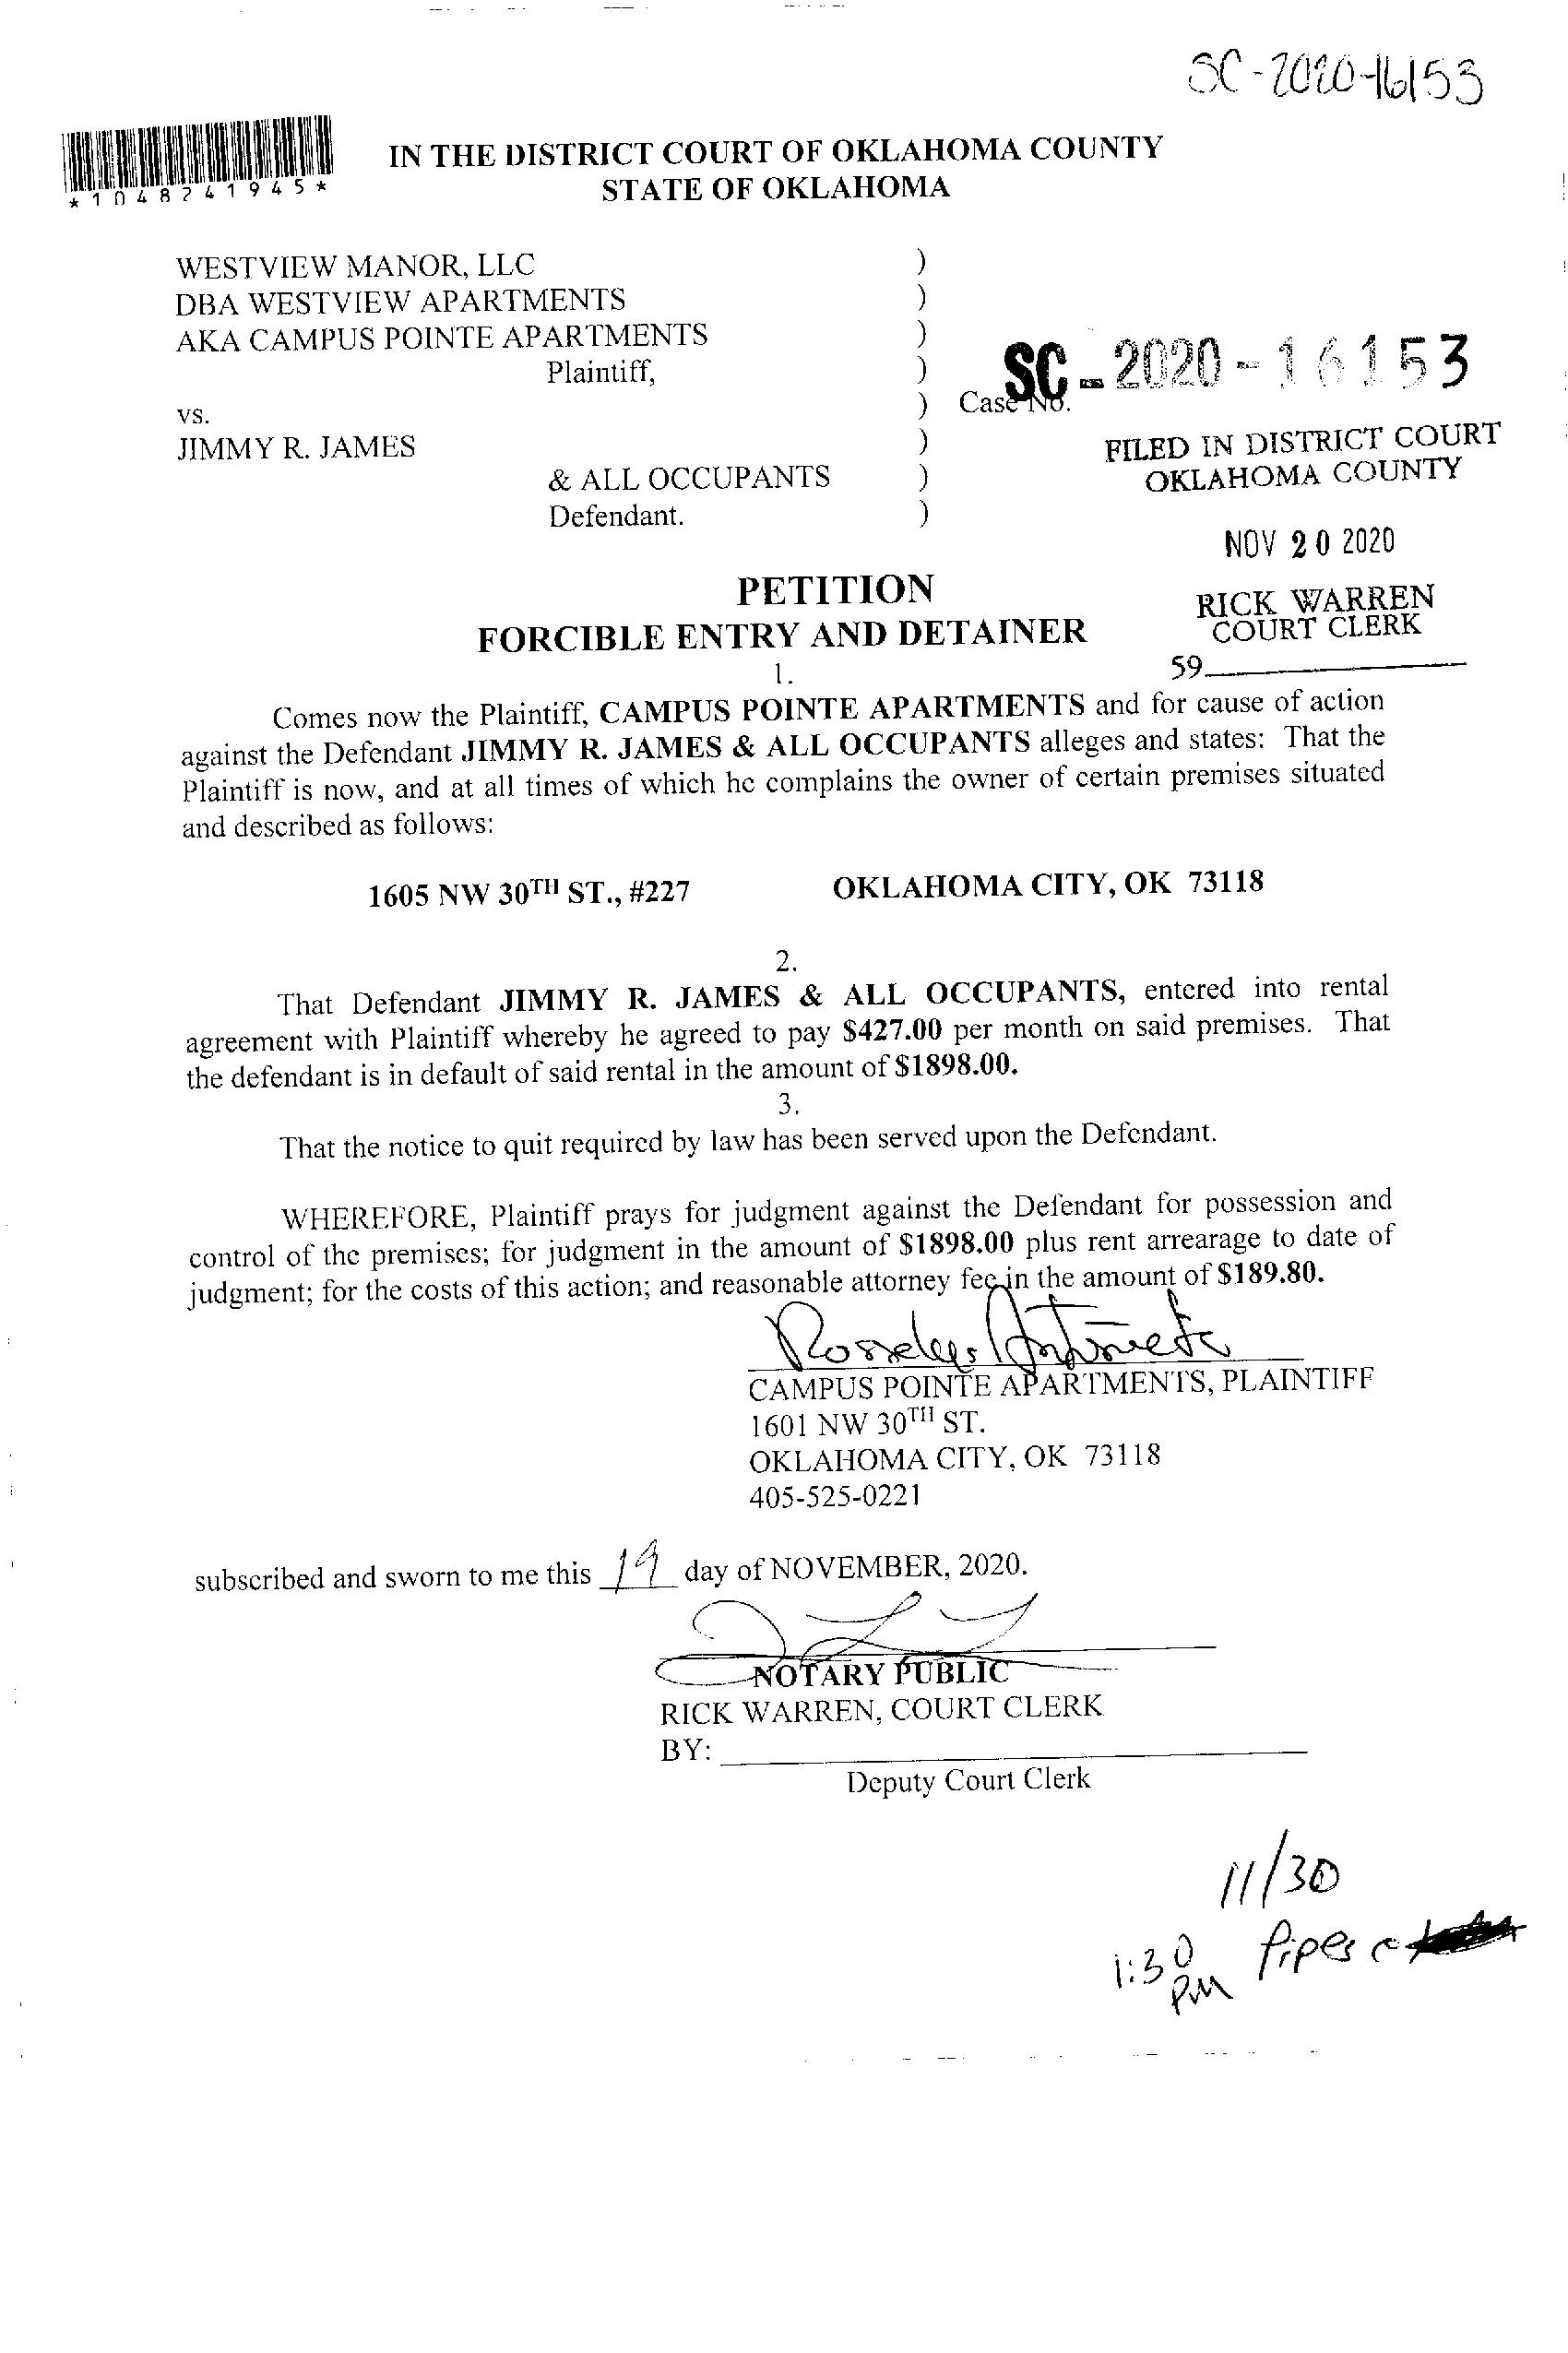 SC-2020-16153
*1048241945*
IN THE DISTRICT COURT OF OKLAHOMA COUNTY
STATE OF OKLAHOMA
WESTVIEW MANOR, LLC )
DBA WESTVIEW APARTMENTS )
AKA CAMPUS POINTE APARTMENTS )
Plaintiff, )
SC-2020-16153
vs. ) Case No.
JIMMY R. JAMES )
& ALL OCCUPANTS )
Defendant. )
FILED IN DISTRICT COURT
OKLAHOMA COUNTY
NOV 20 2020
RICK WARREN
COURT CLERK
59
PETITION
FORCIBLE ENTRY AND DETAINER
1.
Comes now the Plaintiff, CAMPUS POINTE APARTMENTS and for cause of action
against the Defendant JIMMY R. JAMES & ALL OCCUPANTS alleges and states: That the
Plaintiff is now, and at all times of which he complains the owner of certain premises situated
and described as follows:
1605 NW 30TH ST., #227 OKLAHOMA CITY, OK 73118
2.
That Defendant JIMMY R. JAMES & ALL OCCUPANTS, entered into rental
agreement with Plaintiff whereby he agreed to pay $427.00 per month on said premises. That
the defendant is in default of said rental in the amount of $1898.00.
3.
That the notice to quit required by law has been served upon the Defendant.
WHEREFORE, Plaintiff prays for judgment against the Defendant for possession and
control of the premises; for judgment in the amount of $1898.00 plus rent arrearage to date of
judgment; for the costs of this action; and reasonable attorney fee in the amount of $189.80.
CAMPUS POINTE APARTMENTS, PLAINTIFF
1601 NW 30TH ST.
OKLAHOMA CITY, OK 73118
405-525-0221
subscribed and sworn to me this 19 day of NOVEMBER, 2020.
NOTARY PUBLIC
RICK WARREN, COURT CLERK
BY:
Deputy Court Clerk
11/30
1:30 PM